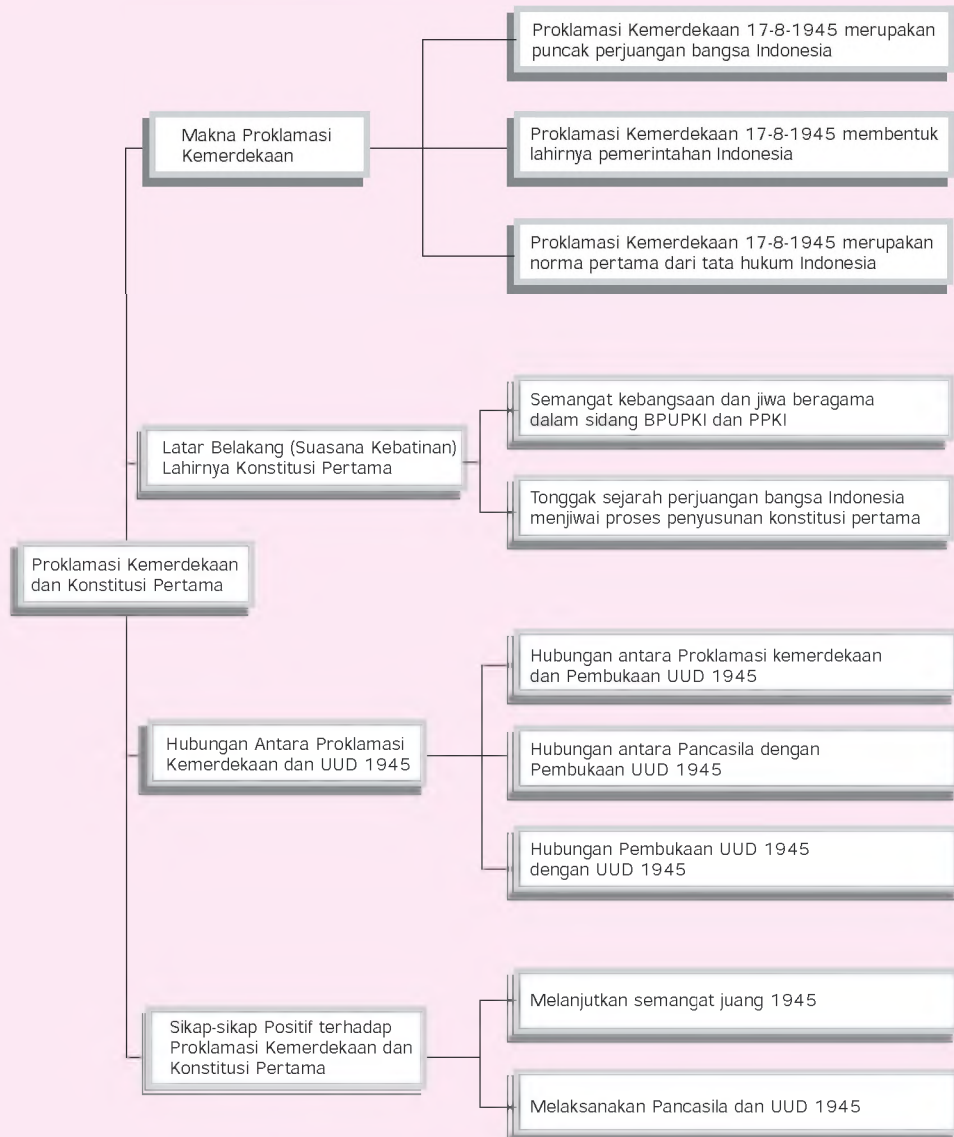 Proklamasi Kemerdekaan
dan Konstitusi Pertama
Makna Proklamasi
Kemerdekaan
Proklamasi Kemerdekaan 17-8-1945 merupakan
puncak perjuangan bangsa Indonesia
Proklamasi Kemerdekaan 17-8-1945 membentuk
lahirnya pemerintahan Indonesia
Proklamasi Kemerdekaan 17-8-1945 merupakan
norma pertama dari tata hukum Indonesia
Latar Belakang (Suasana Kebatinan)
Lahirnya Konstitusi Pertama
Semangat kebangsaan dan jiwa beragama
dalam sidang BPUPKI dan PPKI
Tonggak sejarah perjuangan bangsa Indonesia
menjiwai proses penyusunan konstitusi pertama
Hubungan Antara Proklamasi
Kemerdekaan dan UUD 1945
Hubungan antara Proklamasi kemerdekaan
dan Pembukaan UUD 1945
Hubungan antara Pancasila dengan
Pembukaan UUD 1945
Hubungan Pembukaan UUD 1945
dengan UUD 1945
Sikap-sikap Positif terhadap
Proklamasi Kemerdekaan dan
Konstitusi Pertama
Melanjutkan semangat juang 1945
Melaksanakan Pancasila dan UUD 1945